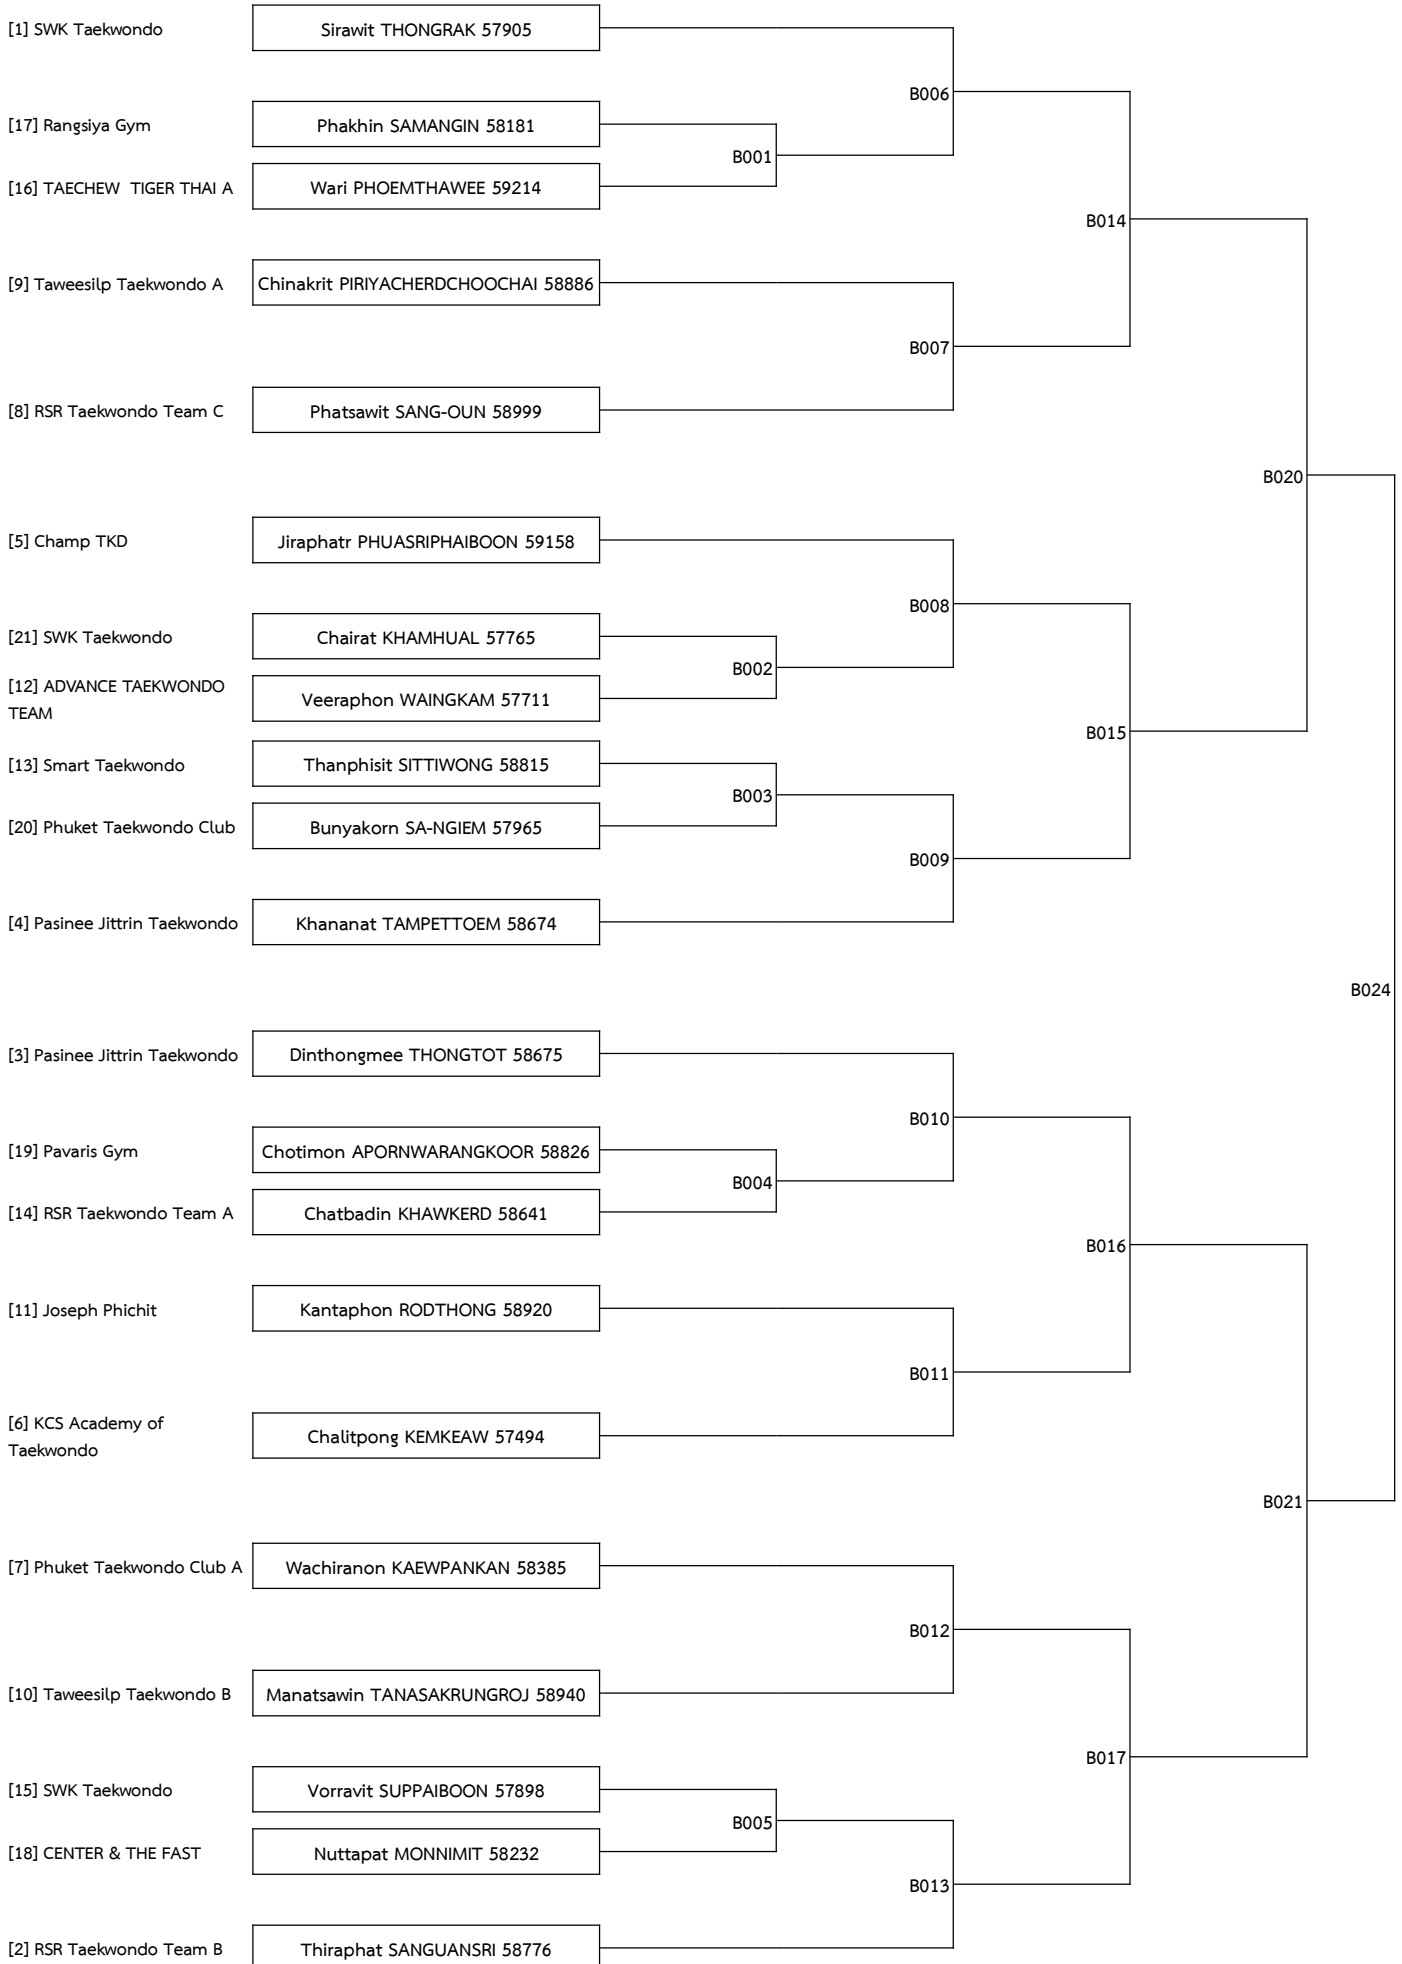 [1] SWK Taekwondo
Sirawit THONGRAK 57905
B006
[17] Rangsiya Gym
Phakhin SAMANGIN 58181
B001
[16] TAECHEW  TIGER THAI A
Wari PHOEMTHAWEE 59214
B014
[9] Taweesilp Taekwondo A
Chinakrit PIRIYACHERDCHOOCHAI 58886
B007
[8] RSR Taekwondo Team C
Phatsawit SANG-OUN 58999
B020
[5] Champ TKD
Jiraphatr PHUASRIPHAIBOON 59158
B008
[21] SWK Taekwondo
Chairat KHAMHUAL 57765
B002
[12] ADVANCE TAEKWONDO
TEAM
Veeraphon WAINGKAM 57711
B015
[13] Smart Taekwondo
Thanphisit SITTIWONG 58815
B003
[20] Phuket Taekwondo Club
Bunyakorn SA-NGIEM 57965
B009
[4] Pasinee Jittrin Taekwondo
Khananat TAMPETTOEM 58674
B024
[3] Pasinee Jittrin Taekwondo
Dinthongmee THONGTOT 58675
B010
[19] Pavaris Gym
Chotimon APORNWARANGKOOR 58826
B004
[14] RSR Taekwondo Team A
Chatbadin KHAWKERD 58641
B016
[11] Joseph Phichit
Kantaphon RODTHONG 58920
B011
[6] KCS Academy of
Taekwondo
Chalitpong KEMKEAW 57494
B021
[7] Phuket Taekwondo Club A
Wachiranon KAEWPANKAN 58385
B012
[10] Taweesilp Taekwondo B
Manatsawin TANASAKRUNGROJ 58940
B017
[15] SWK Taekwondo
Vorravit SUPPAIBOON 57898
B005
[18] CENTER & THE FAST
Nuttapat MONNIMIT 58232
B013
[2] RSR Taekwondo Team B
Thiraphat SANGUANSRI 58776